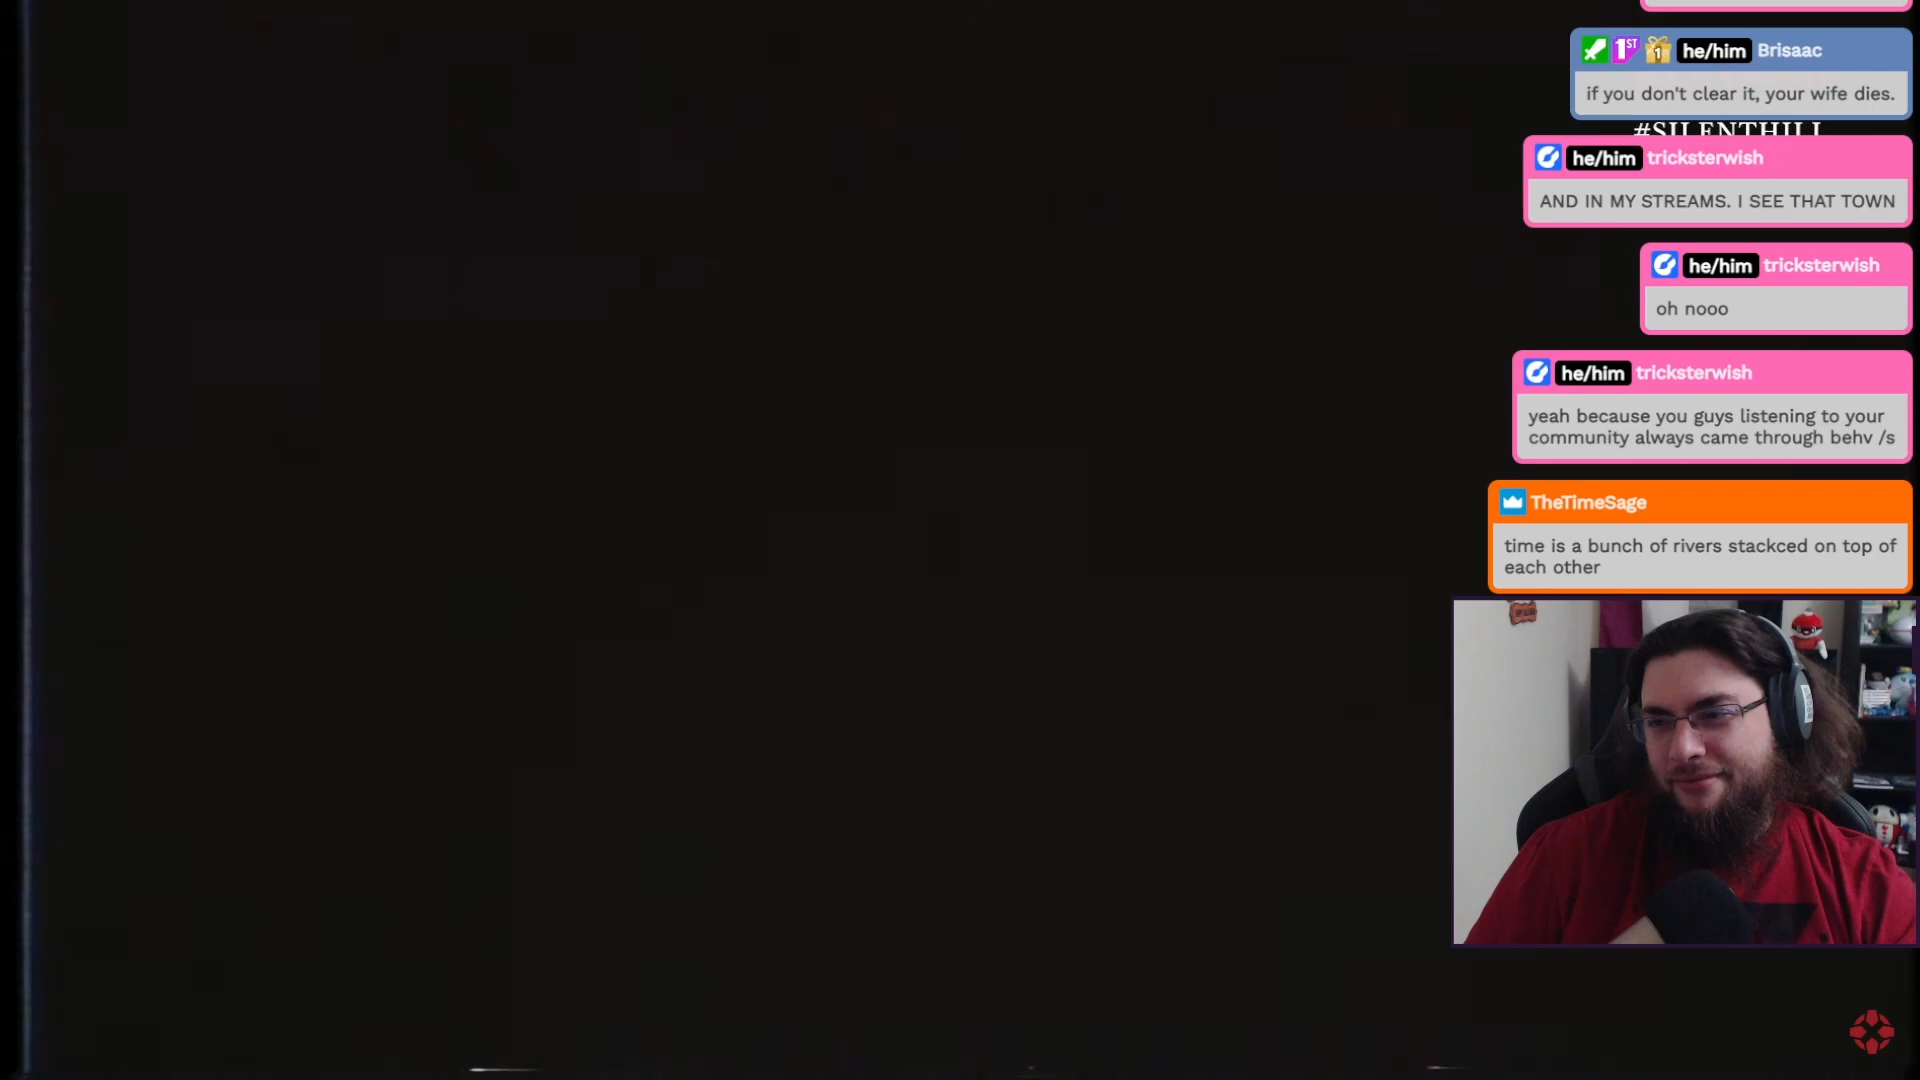 he/him Brisaac
if you don't clear it, your wife dies.
#SILENTHILL
he/him tricksterwish
AND IN MY STREAMS. I SEE THAT TOWN
he/him tricksterwish
oh nooo
he/him tricksterwish
yeah because you guys listening to your
community always came through behv /s
TheTimeSage
time is a bunch of rivers stackced on top of
each other